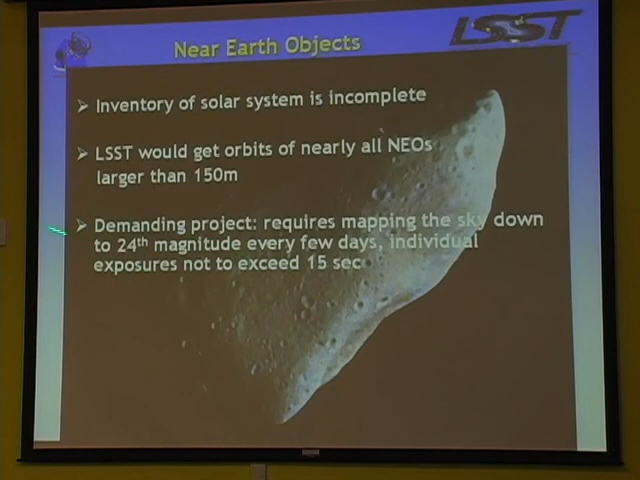 LSST
Near Earth Objects
➢ Inventory of solar system is incomplete
➢ LSST would get orbits of nearly all NEOs
larger than 150m
➢ Demanding project: requires mapping the sky down
to 24th magnitude every few days, individual
exposures not to exceed 15 sec